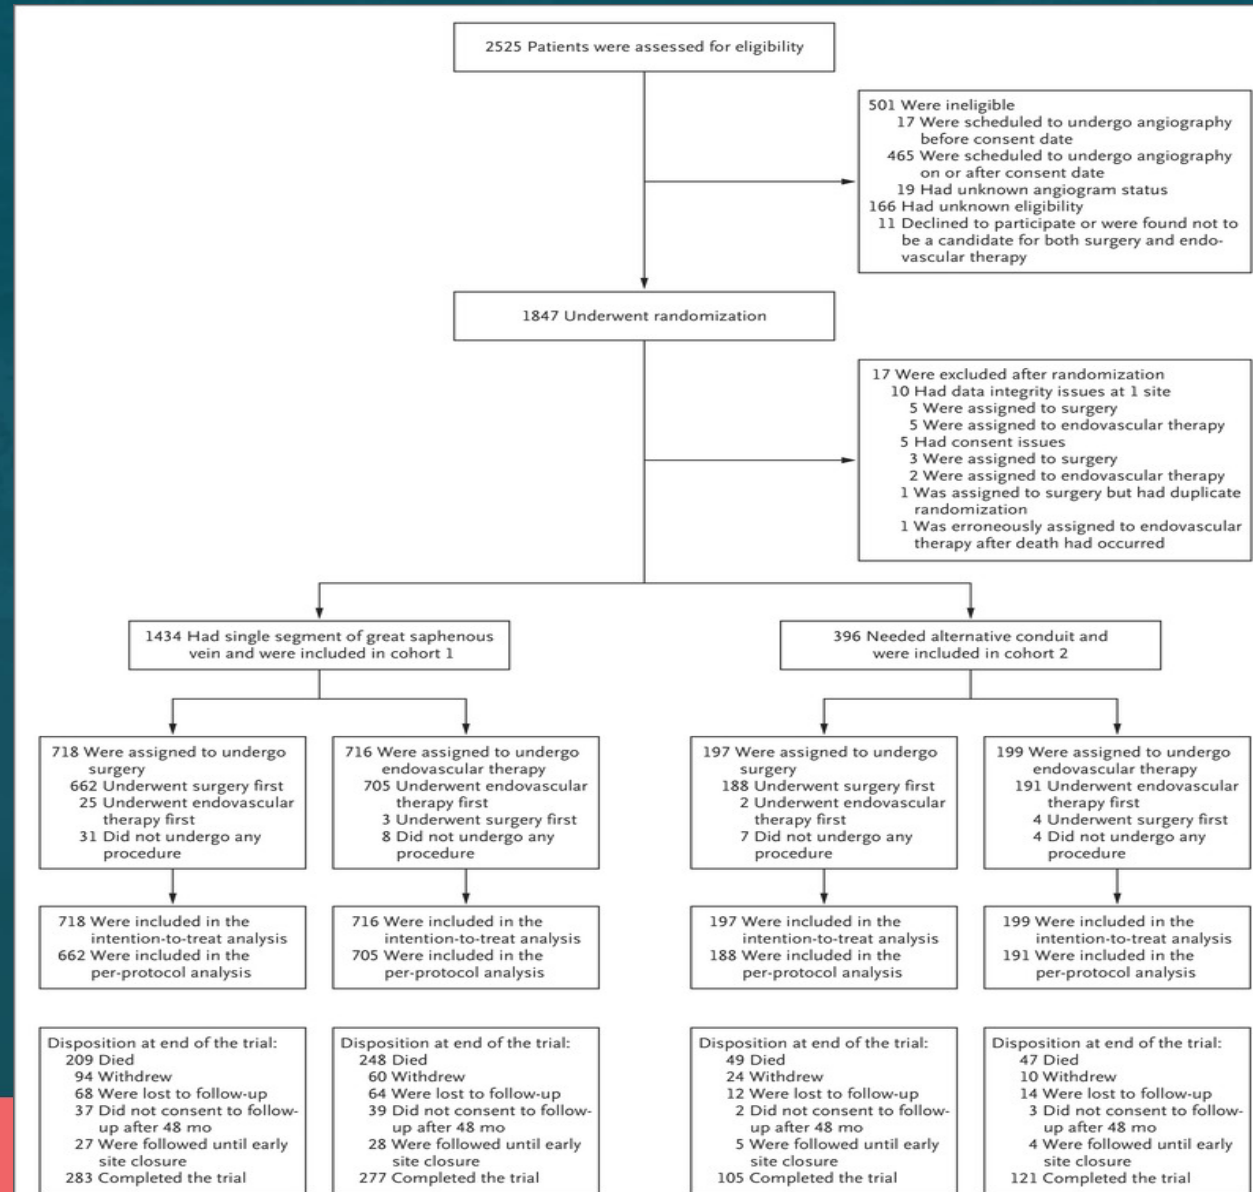 2525 Patients were assessed for eligibility
501 Were ineligible
17 Were scheduled to undergo angiography
before consent date
465 Were scheduled to undergo angiography
on or after consent date
19 Had unknown angiogram status
166 Had unknown eligibility
11 Declined to participate or were found not to
be a candidate for both surgery and endo-
vascular therapy
1847 Underwent randomization
17 Were excluded after randomization
10 Had data integrity issues at 1 site
5 Were assigned to surgery
5 Were assigned to endovascular therapy
5 Had consent issues
3 Were assigned to surgery
2 Were assigned to endovascular therapy
1 Was assigned to surgery but had duplicate
randomization
1 Was erroneously assigned to endovascular
therapy after death had occurred
1434 Had single segment of great saphenous
vein and were included in cohort 1
396 Needed alternative conduit and
were included in cohort 2
718 Were assigned to undergo
surgery
662 Underwent surgery first
25 Underwent endovascular
therapy first
31 Did not undergo any
procedure
716 Were assigned to undergo
endovascular therapy
705 Underwent endovascular
therapy first
3 Underwent surgery first
8 Did not undergo any
procedure
197 Were assigned to undergo
surgery
188 Underwent surgery first
2 Underwent endovascular
therapy first
7 Did not undergo any
procedure
199 Were assigned to undergo
endovascular therapy
191 Underwent endovascular
therapy first
4 Underwent surgery first
4 Did not undergo any
procedure
718 Were included in the
intention-to-treat analysis
662 Were included in the
per-protocol analysis
716 Were included in the
intention-to-treat analysis
705 Were included in the
per-protocol analysis
197 Were included in the
intention-to-treat analysis
188 Were included in the
per-protocol analysis
199 Were included in the
intention-to-treat analysis
191 Were included in the
per-protocol analysis
Disposition at end of the trial:
209 Died
94 Withdrew
68 Were lost to follow-up
37 Did not consent to follow-
up after 48 mo
27 Were followed until early
site closure
283 Completed the trial
Disposition at end of the trial:
248 Died
60 Withdrew
64 Were lost to follow-up
39 Did not consent to follow-
up after 48 mo
28 Were followed until early
site closure
277 Completed the trial
Disposition at end of the trial:
49 Died
24 Withdrew
12 Were lost to follow-up
2 Did not consent to follow-
up after 48 mo
5 Were followed until early
site closure
105 Completed the trial
Disposition at end of the trial:
47 Died
10 Withdrew
14 Were lost to follow-up
3 Did not consent to follow-
up after 48 mo
4 Were followed until early
site closure
121 Completed the trial